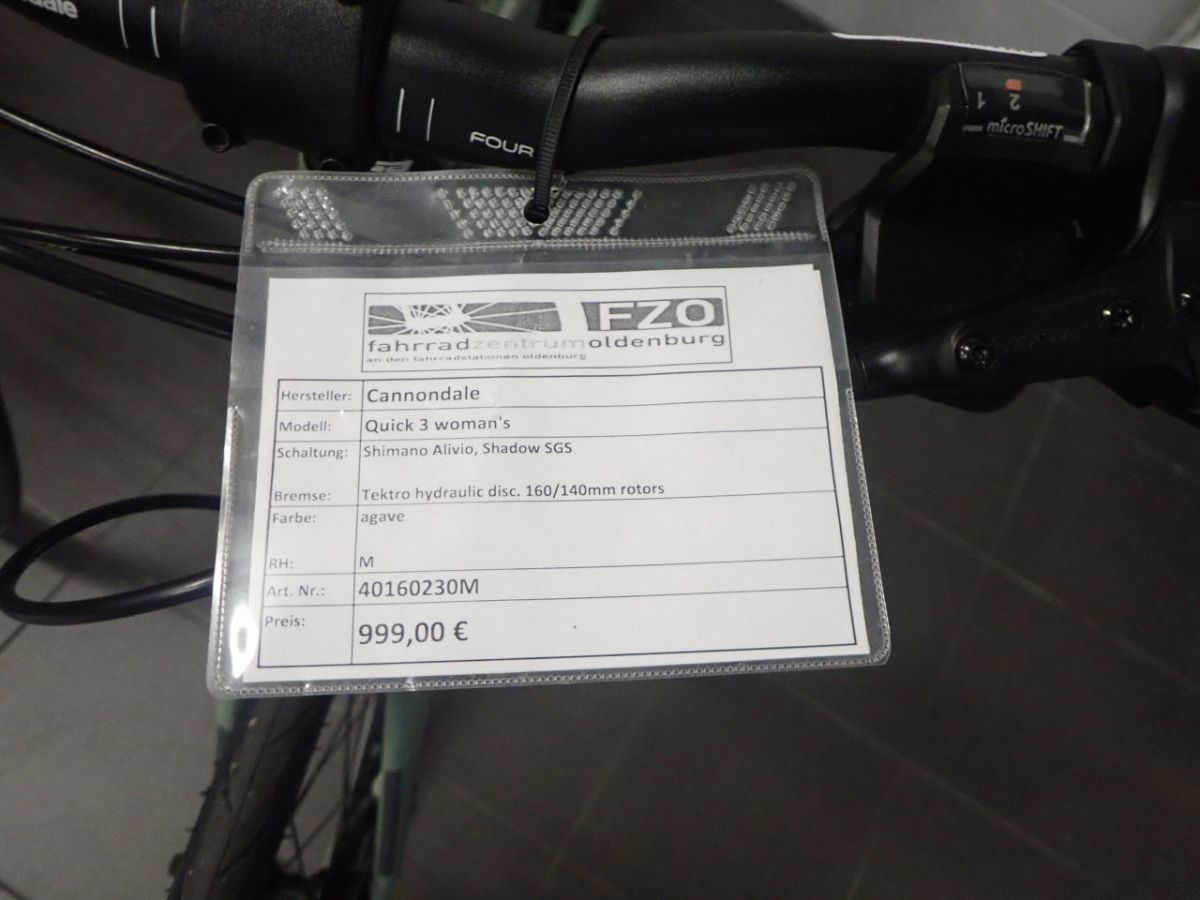 FOUR
1 2
microSHIFT
FZO
fahrradzentrumoldenburg
an den fahrradstationen oldenburg
Hersteller: Cannondale
Modell: Quick 3 woman's
Schaltung: Shimano Alivio, Shadow SGS
Bremse: Tektro hydraulic disc. 160/140mm rotors
Farbe: agave
RH: M
Art. Nr.: 40160230M
Preis: 999,00 €